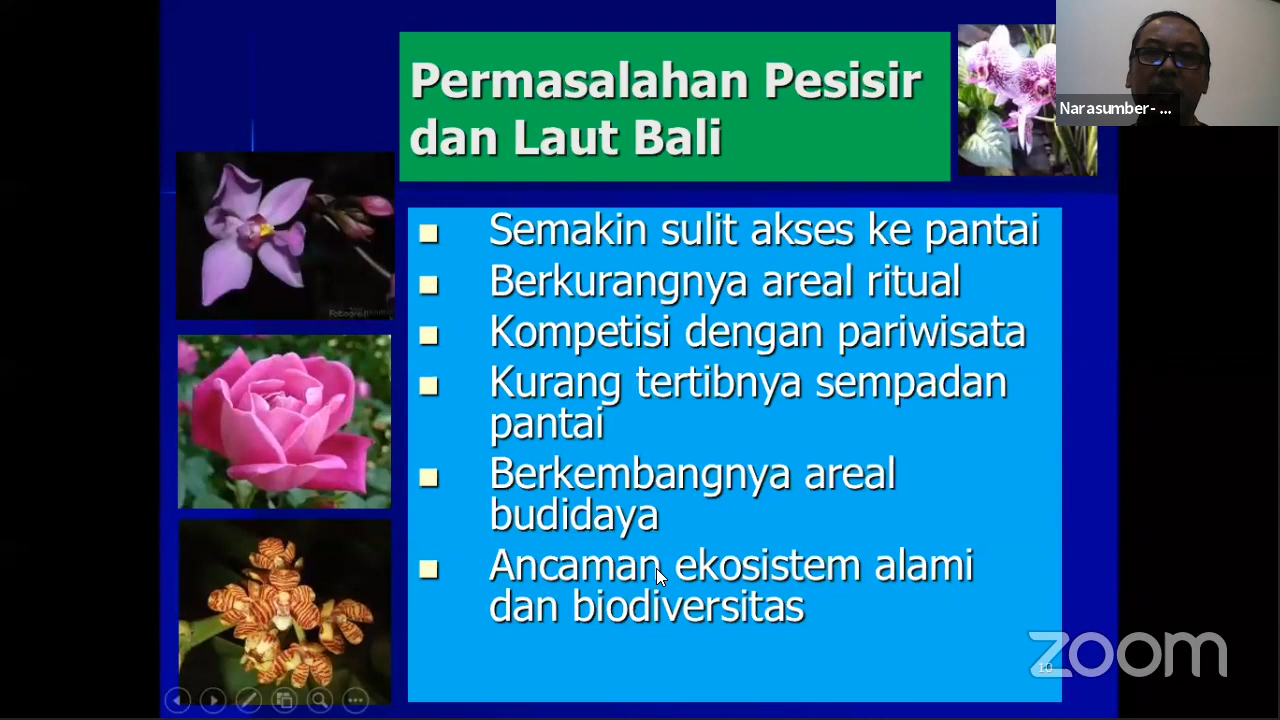 Permasalahan Pesisir
dan Laut Bali
Narasumber- ...
Semakin sulit akses ke pantai
Berkurangnya areal ritual
Kompetisi dengan pariwisata
Kurang tertibnya sempadan
pantai
Berkembangnya areal
budidaya
Ancaman ekosistem alami
dan biodiversitas
zoom
10